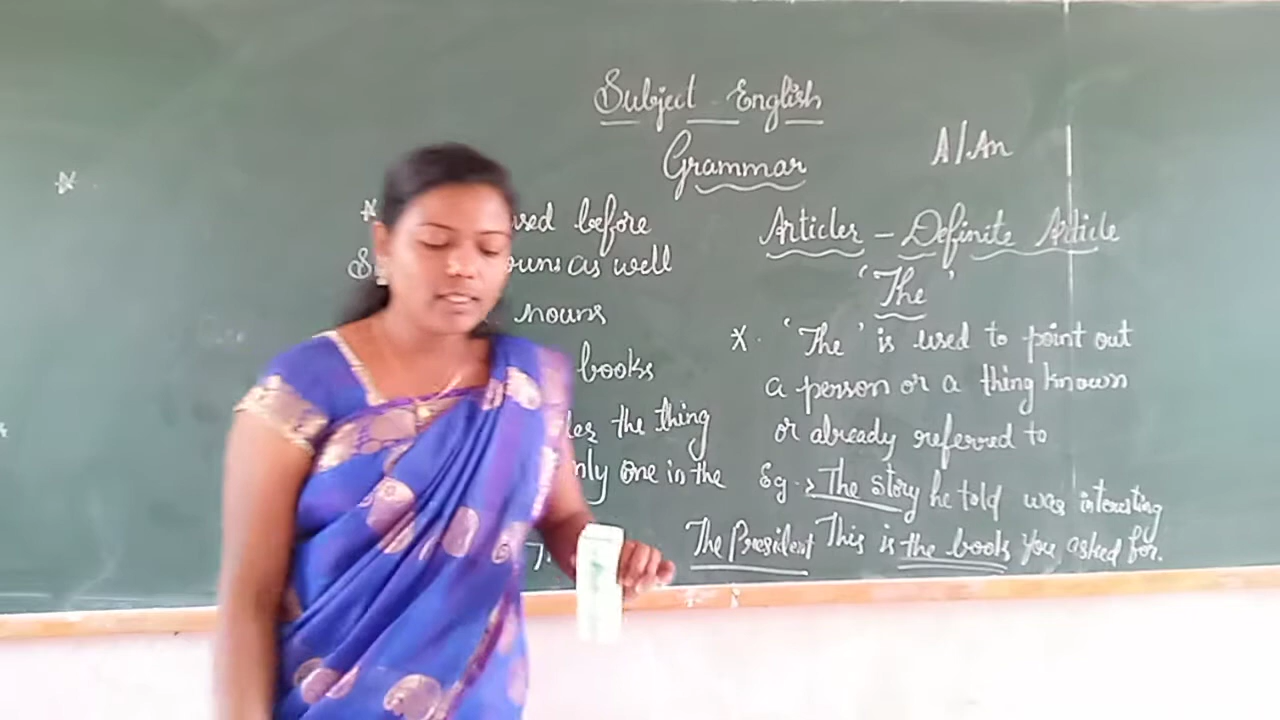 Subject - English
Grammar
A/An
used before
nouns as well
nouns
books
the thing
only one in the
Articles - Definite Article
'The'
*. 'The' is used to point out
a person or a thing known
or already referred to
Eg → The story he told was interesting
The President
This is the books you asked for.